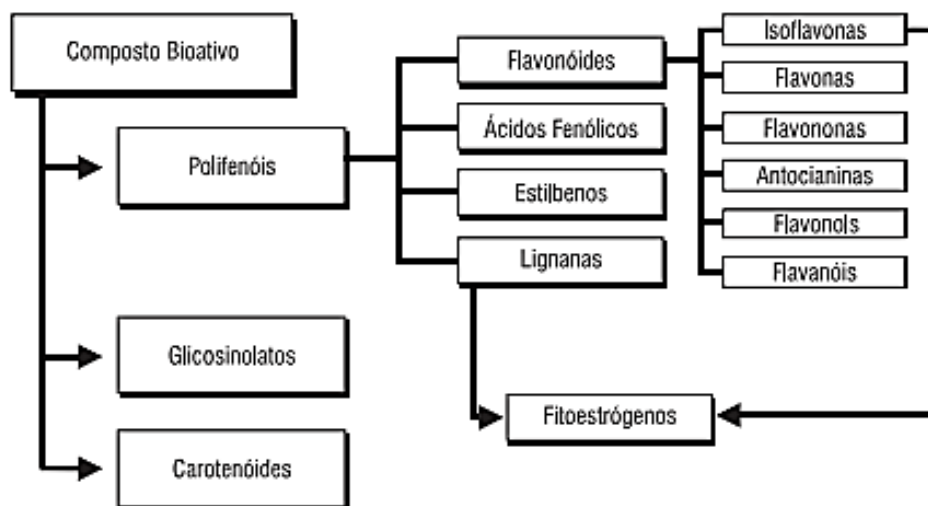 Composto Bioativo
Polifenóis
Glicosinolatos
Carotenóides
Flavonóides
Ácidos Fenólicos
Estilbenos
Lignanas
Fitoestrógenos
Isoflavonas
Flavonas
Flavononas
Antocianinas
Flavonols
Flavanóis